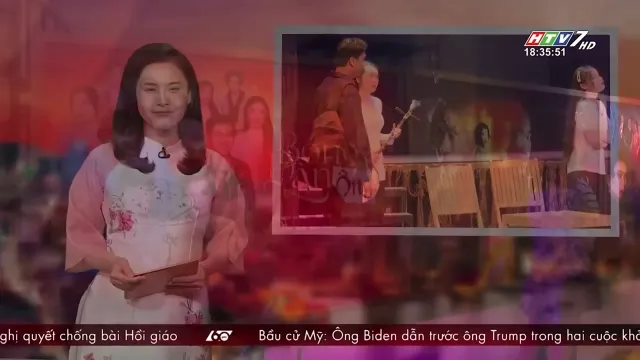 HTV7 HD
18:35:51
ghị quyết chống bài Hồi giáo
60
Bầu cử Mỹ: Ông Biden dẫn trước ông Trump trong hai cuộc khả